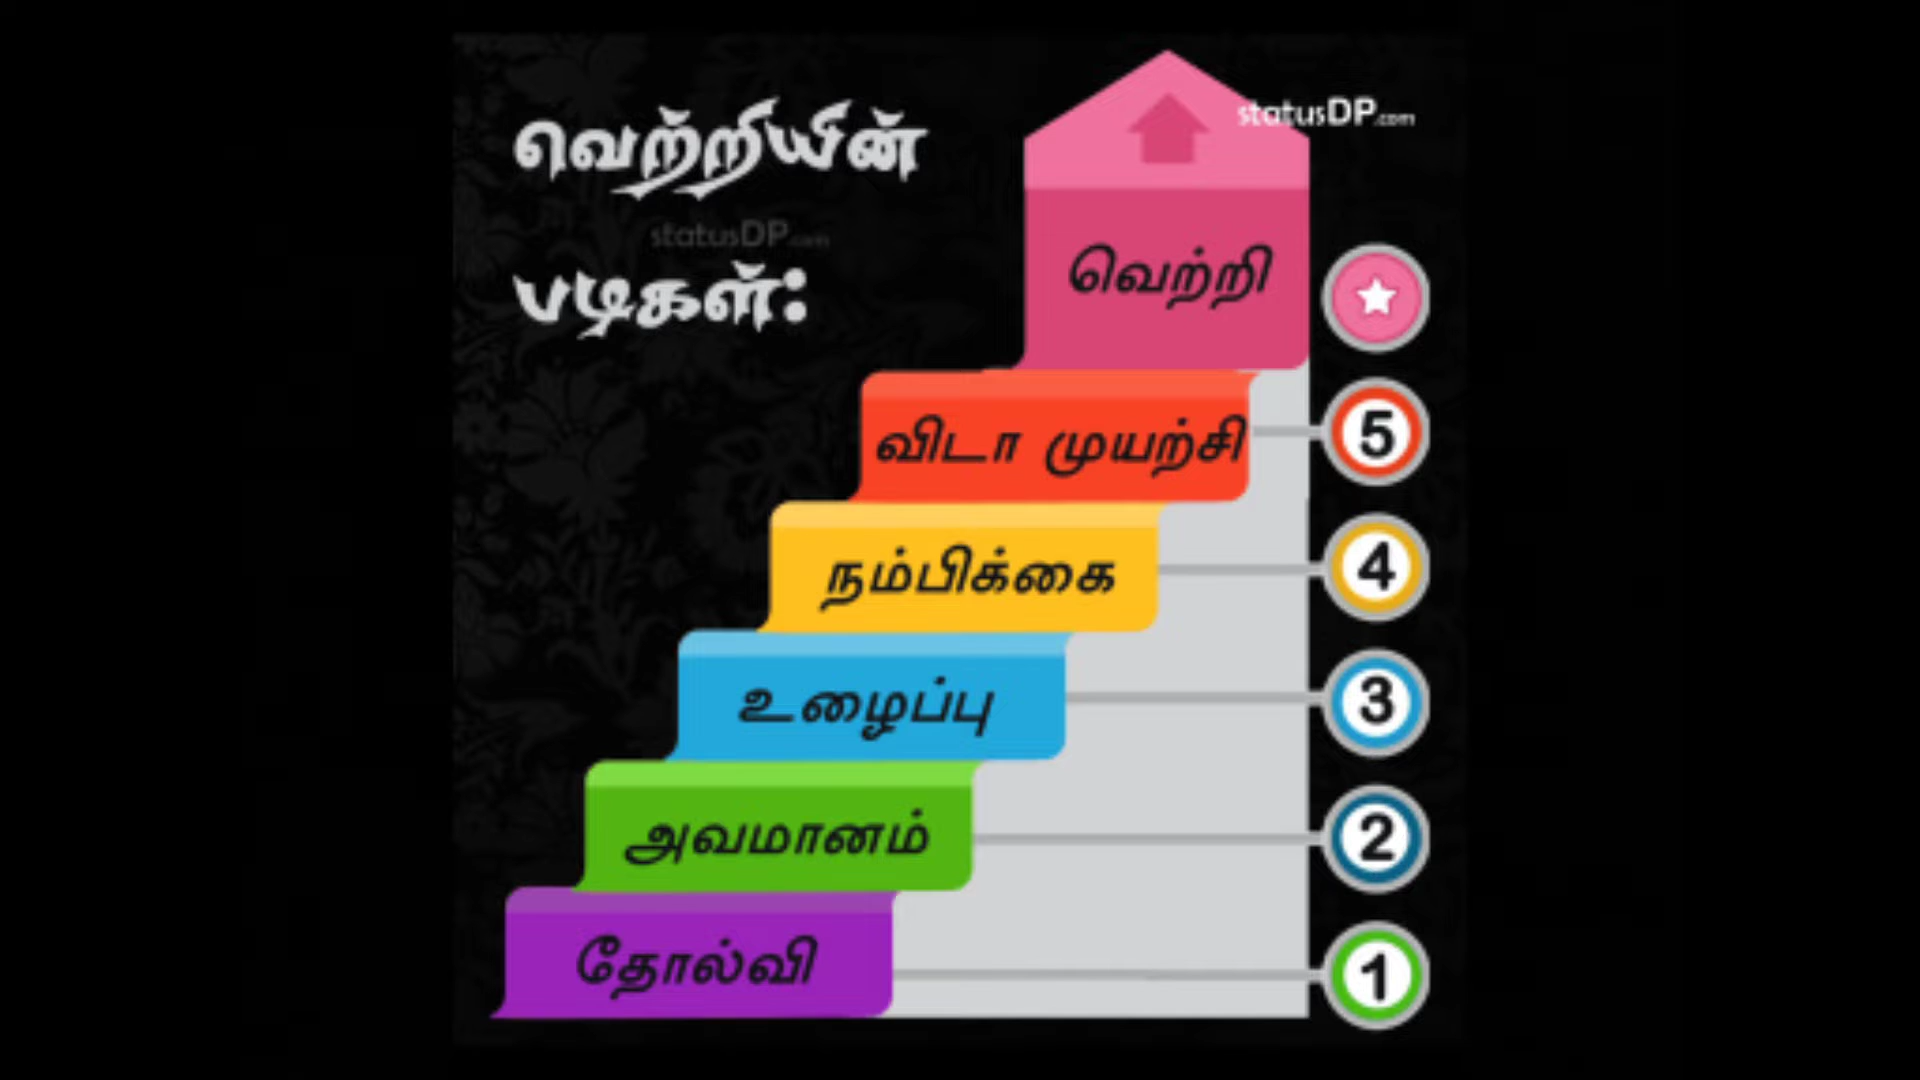 வெற்றியின்
statusDP.com
படிகள்:
statusDP.com
வெற்றி
விடா முயற்சி
5
நம்பிக்கை
4
உழைப்பு
3
அவமானம்
2
தோல்வி
1